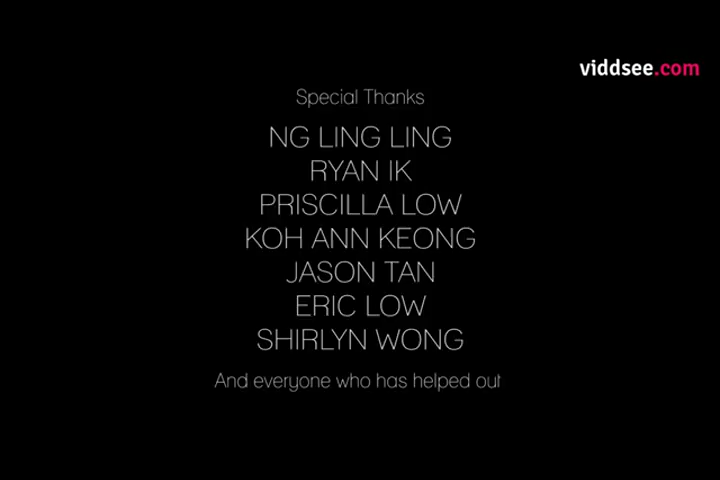 viddsee.com
Special Thanks
NG LING LING
RYAN IK
PRISCILLA LOW
KOH ANN KEONG
JASON TAN
ERIC LOW
SHIRLYN WONG
And everyone who has helped out